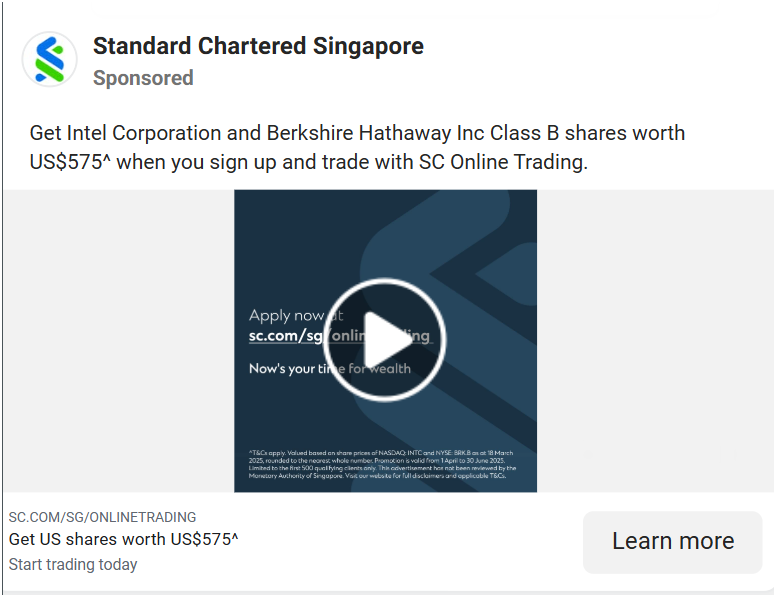 Standard Chartered Singapore
Sponsored
Get Intel Corporation and Berkshire Hathaway Inc Class B shares worth
US$575^ when you sign up and trade with SC Online Trading.
Apply now at
sc.com/sg/onlinetrading
Now's your time for wealth
^T&Cs apply. Valued based on share prices of NASDAQ: INTC and NYSE: BRK.B as at 18 March
2025, rounded to the nearest whole number. Promotion is valid from 1 April to 30 June 2025.
Limited to the first 500 qualifying clients only. This advertisement has not been reviewed by the
Monetary Authority of Singapore. Visit our website for full disclaimers and applicable T&Cs.
SC.COM/SG/ONLINETRADING
Get US shares worth US$575^
Start trading today
Learn more